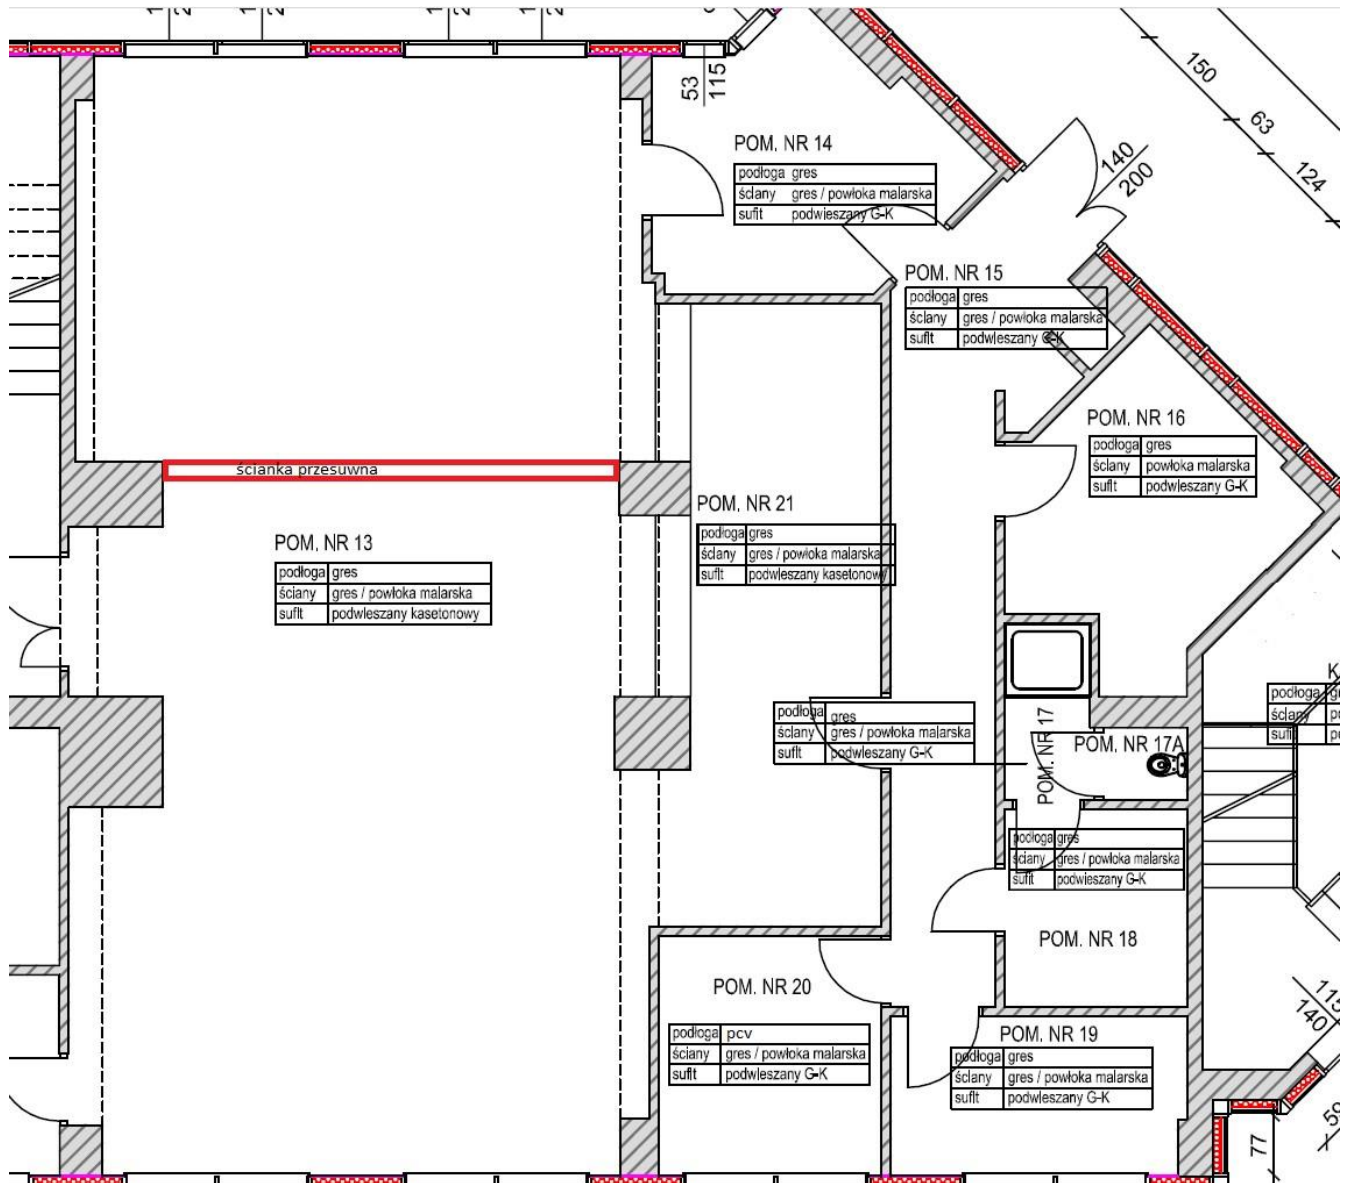 53
115
150
63
124
140
200
POM. NR 14
podłoga gres
ściany gres / powłoka malarska
sufit podwieszany G-K
POM. NR 15
podłoga gres
ściany gres / powłoka malarska
sufit podwieszany G-K
POM. NR 16
podłoga gres
ściany powłoka malarska
sufit podwieszany G-K
ścianka przesuwna
POM. NR 21
podłoga gres
ściany gres / powłoka malarska
sufit podwieszany kasetonowy
POM. NR 13
podłoga gres
ściany gres / powłoka malarska
sufit podwieszany kasetonowy
K
podłoga
ściany
sufit
podłoga gres
ściany gres / powłoka malarska
sufit podwieszany G-K
POM. NR 17
POM. NR 17A
podłoga gres
ściany gres / powłoka malarska
sufit podwieszany G-K
POM. NR 18
POM. NR 20
podłoga pcv
ściany gres / powłoka malarska
sufit podwieszany G-K
POM. NR 19
podłoga gres
ściany gres / powłoka malarska
sufit podwieszany G-K
115
140
59
77